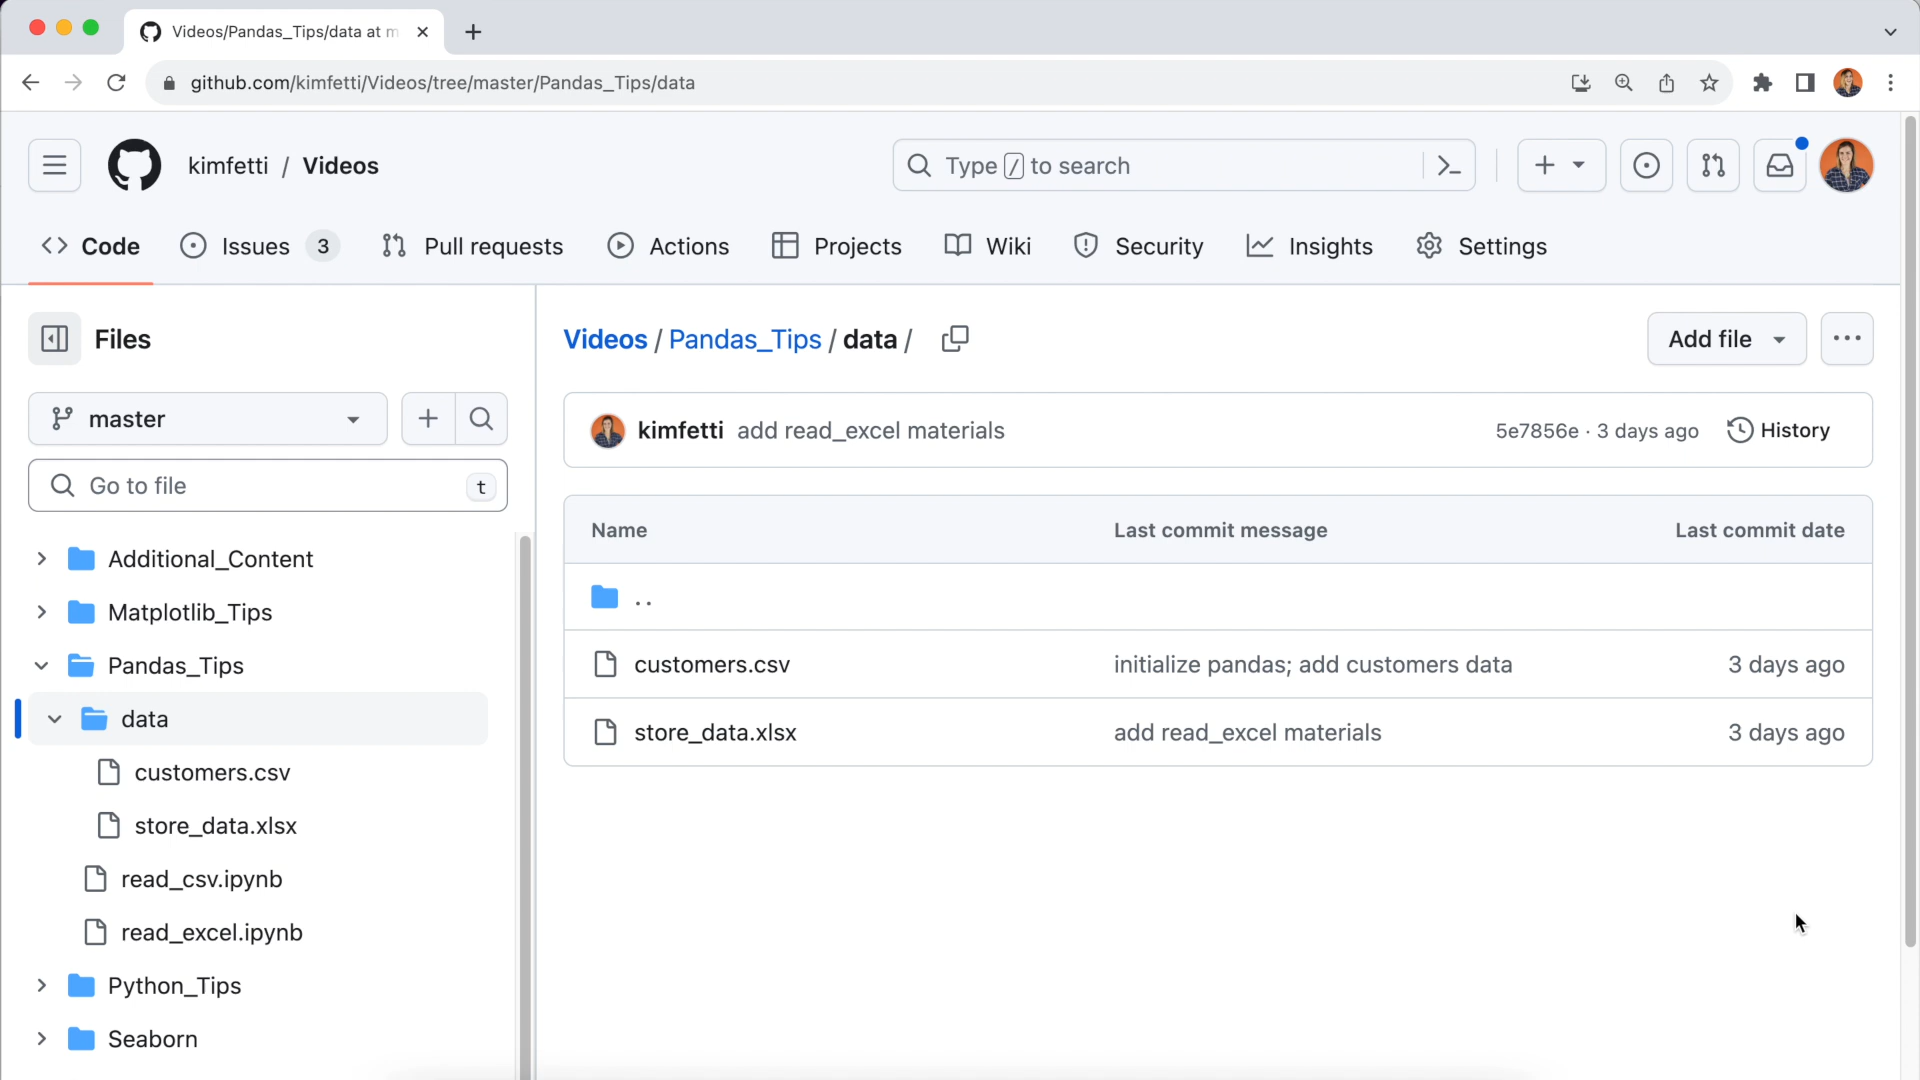 Videos/Pandas_Tips/data at m
github.com/kimfetti/Videos/tree/master/Pandas_Tips/data
kimfetti / Videos
Type / to search
Code
Issues 3
Pull requests
Actions
Projects
Wiki
Security
Insights
Settings
Files
master
Go to file
t
Additional_Content
Matplotlib_Tips
Pandas_Tips
data
customers.csv
store_data.xlsx
read_csv.ipynb
read_excel.ipynb
Python_Tips
Seaborn
Videos / Pandas_Tips / data /
Add file
kimfetti add read_excel materials
5e7856e · 3 days ago
History
Name Last commit message Last commit date
..
customers.csv initialize pandas; add customers data 3 days ago
store_data.xlsx add read_excel materials 3 days ago